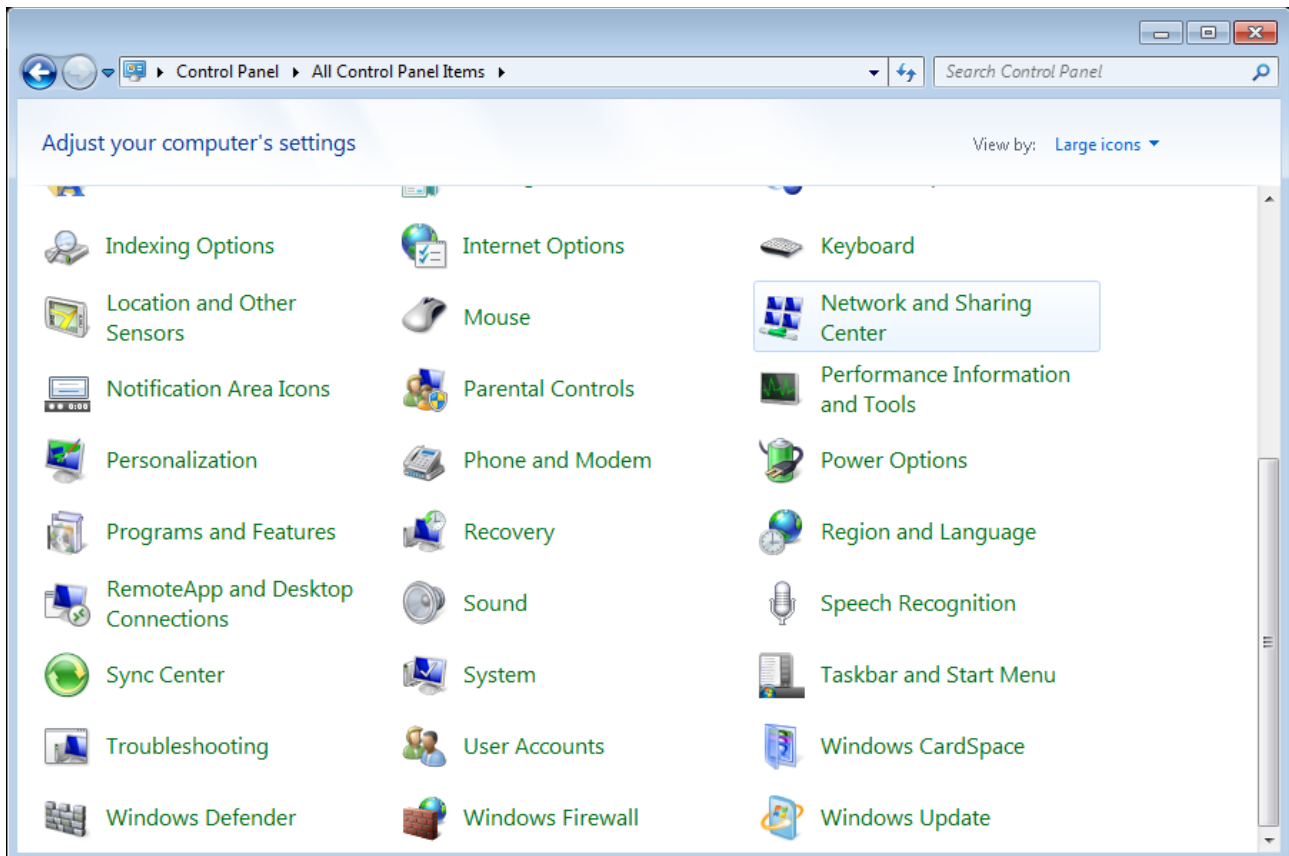 Control Panel ▸ All Control Panel Items ▸
Search Control Panel
Adjust your computer's settings
View by: Large icons
Indexing Options
Internet Options
Keyboard
Location and Other
Sensors
Mouse
Network and Sharing
Center
Notification Area Icons
Parental Controls
Performance Information
and Tools
Personalization
Phone and Modem
Power Options
Programs and Features
Recovery
Region and Language
RemoteApp and Desktop
Connections
Sound
Speech Recognition
Sync Center
System
Taskbar and Start Menu
Troubleshooting
User Accounts
Windows CardSpace
Windows Defender
Windows Firewall
Windows Update